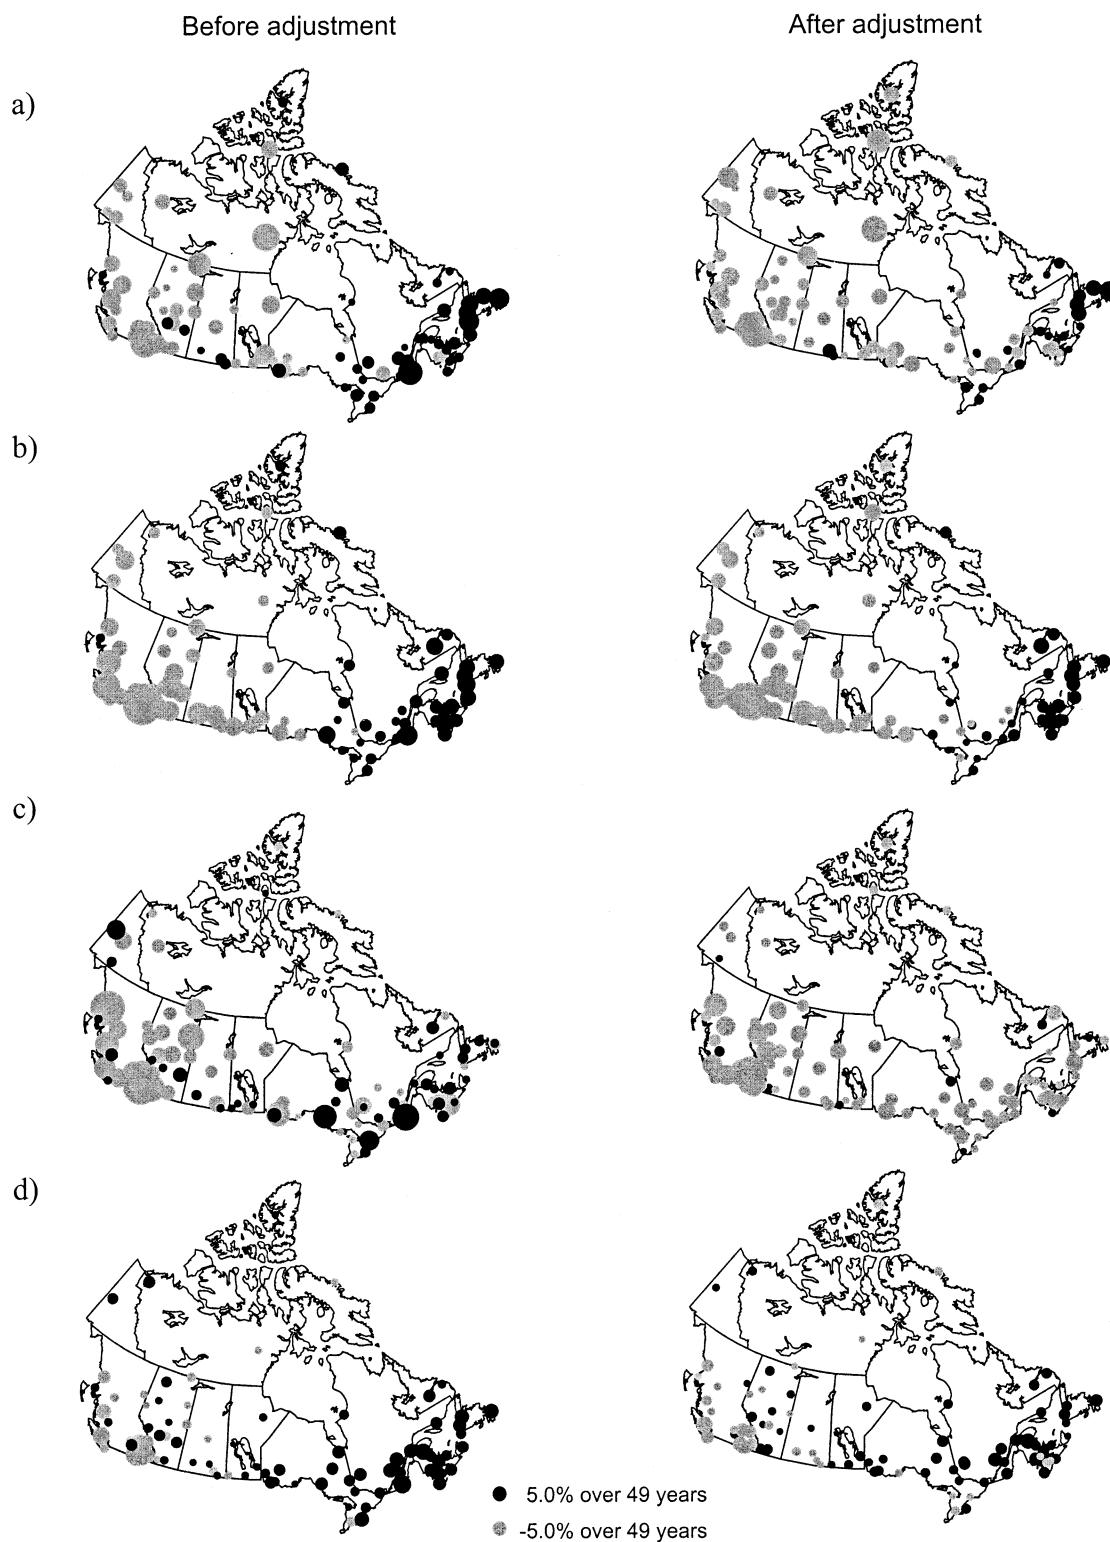 Before adjustment
After adjustment
a)
b)
c)
d)
5.0% over 49 years
-5.0% over 49 years